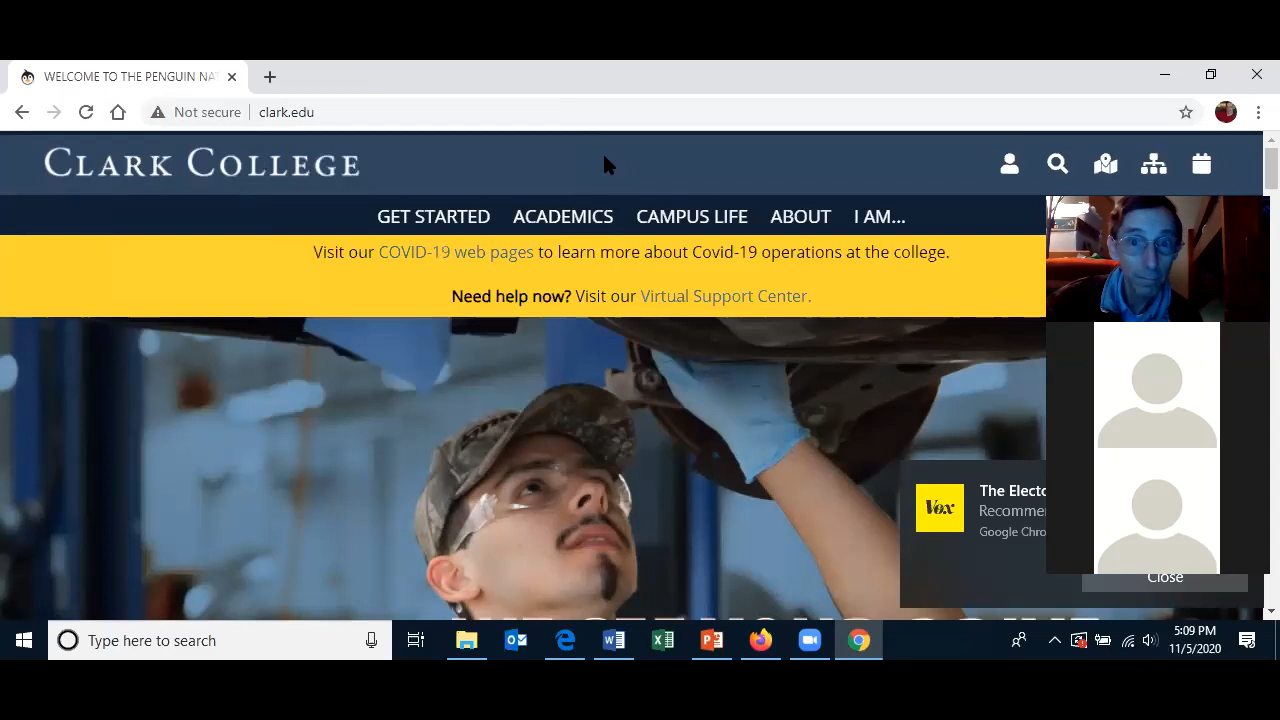 WELCOME TO THE PENGUIN NA
Not secure
clark.edu
CLARK COLLEGE
GET STARTED
ACADEMICS
CAMPUS LIFE
ABOUT
I AM...
Visit our COVID-19 web pages to learn more about Covid-19 operations at the college.
Need help now? Visit our Virtual Support Center.
Vox
The Electo
Recomme
Google Chro
Close
Type here to search
5:09 PM
11/5/2020